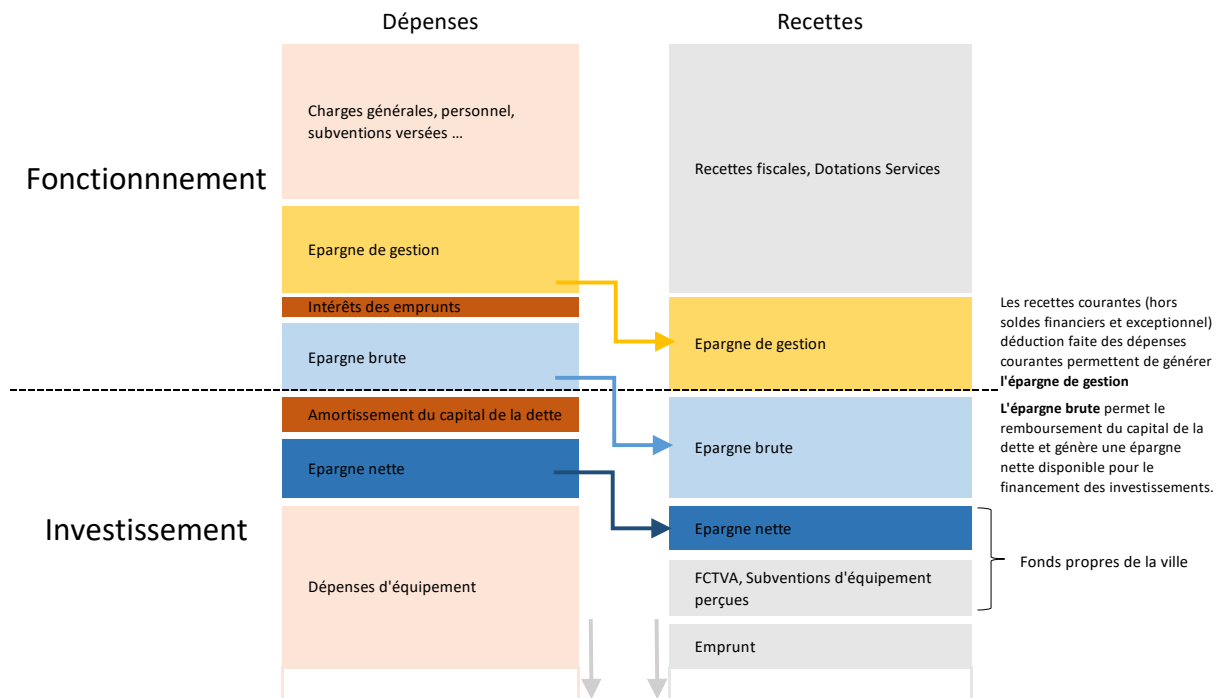 Dépenses
Recettes
Fonctionnnement
Charges générales, personnel,
subventions versées ...
Recettes fiscales, Dotations Services
Epargne de gestion
Intérêts des emprunts
Epargne brute
Epargne de gestion
Les recettes courantes (hors
soldes financiers et exceptionnel)
déduction faite des dépenses
courantes permettent de générer
l'épargne de gestion
Investissement
Amortissement du capital de la dette
Epargne nette
Epargne brute
L'épargne brute permet le
remboursement du capital de la
dette et génère une épargne
nette disponible pour le
financement des investissements.
Dépenses d'équipement
Epargne nette
FCTVA, Subventions d'équipement
perçues
Fonds propres de la ville
Emprunt